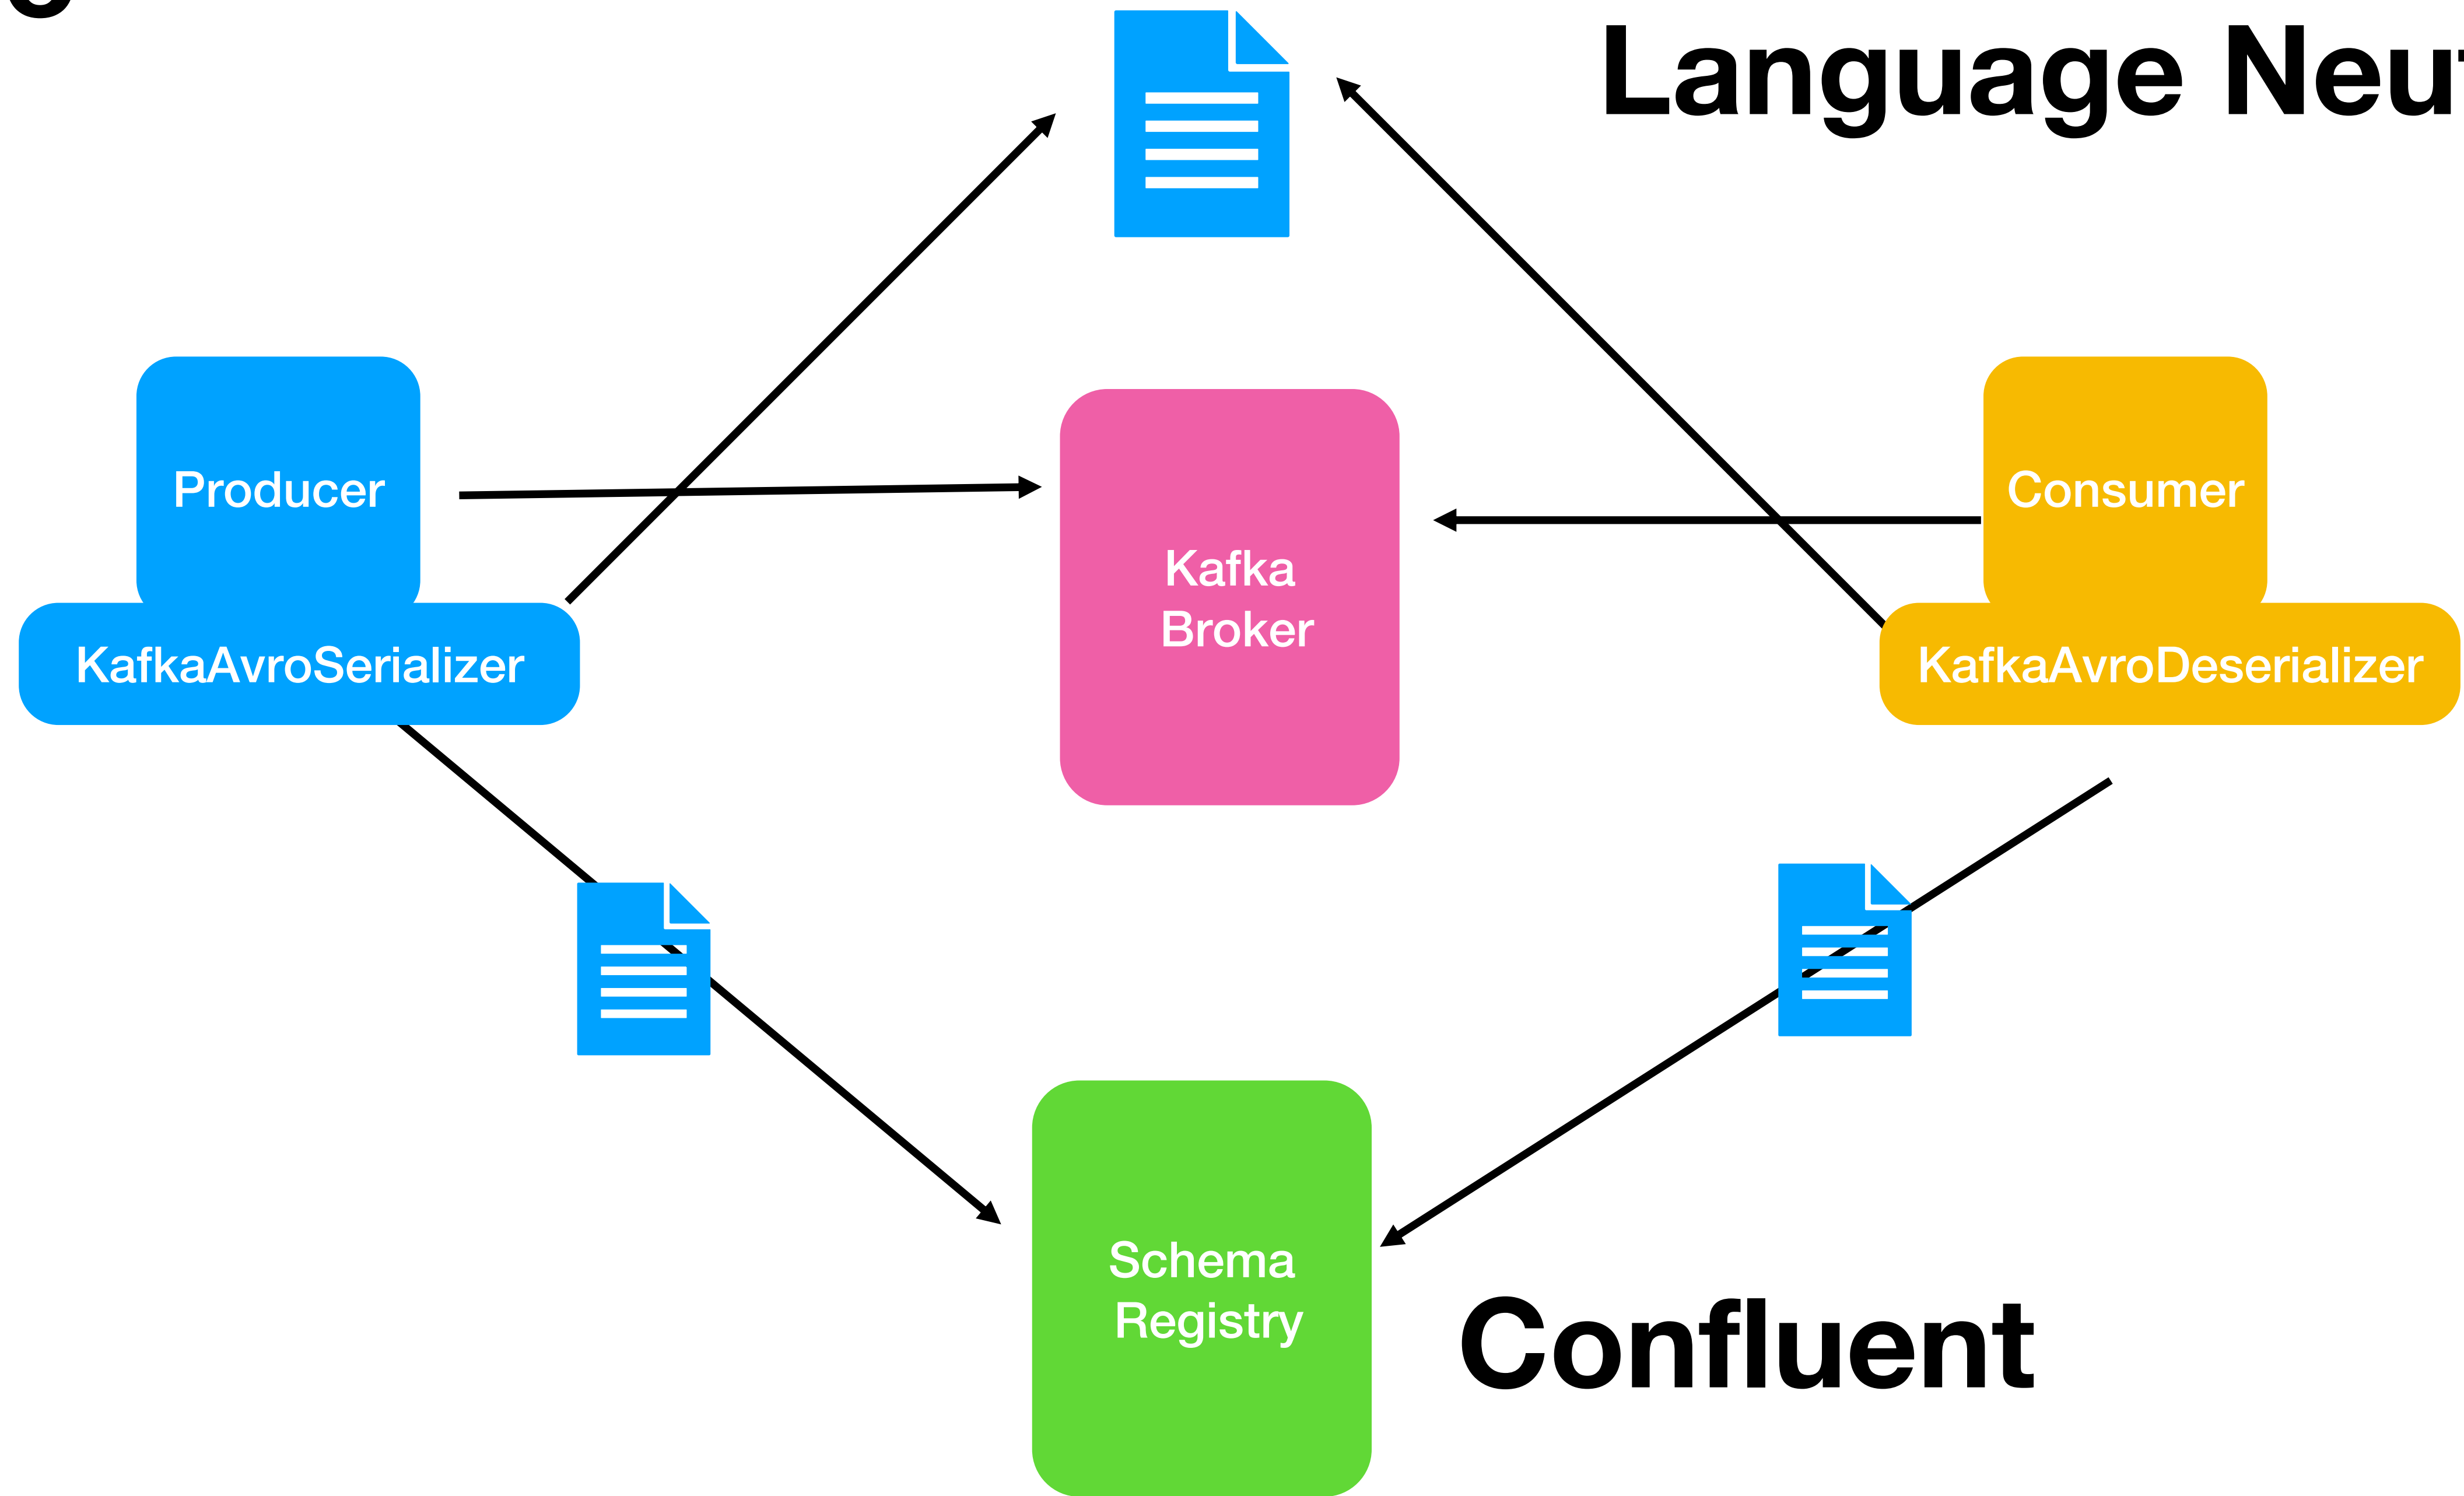 Language Neu
Producer
KafkaAvroSerializer
Kafka
Broker
Consumer
KafkaAvroDeserializer
Schema
Registry
Confluent